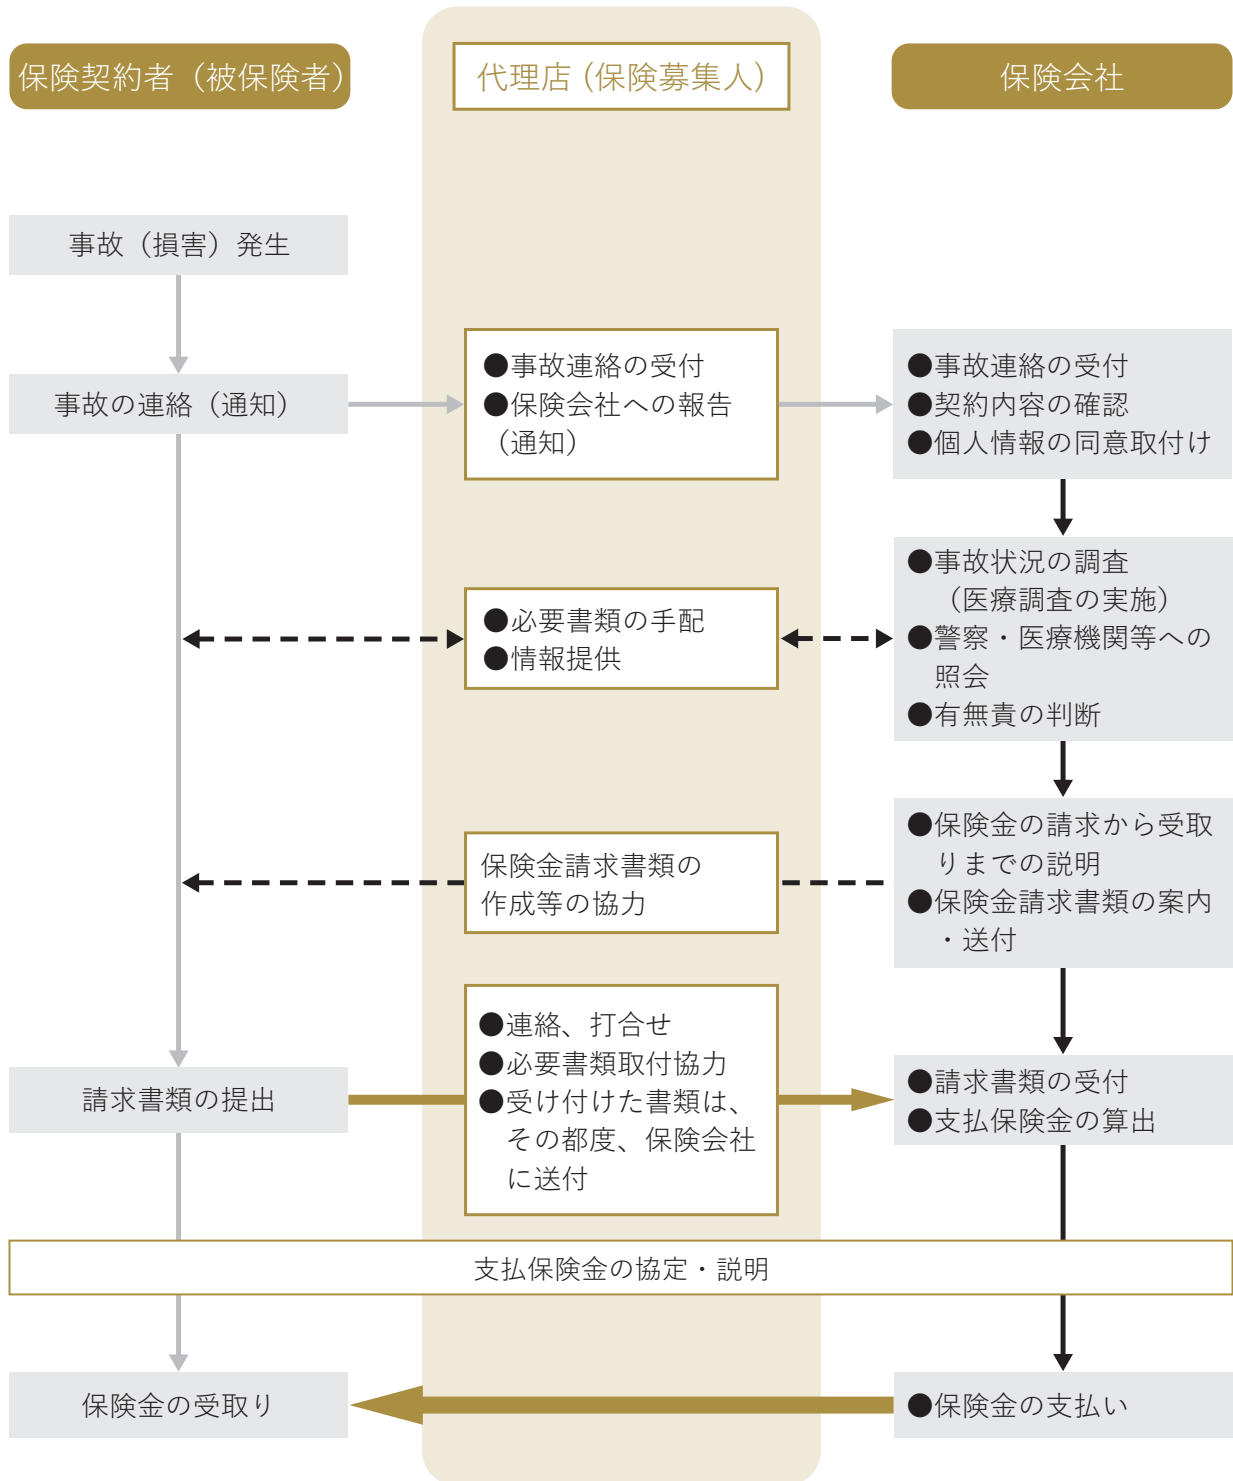 保険契約者（被保険者）
代理店（保険募集人）
保険会社
事故（損害）発生
事故の連絡（通知）
●事故連絡の受付
●保険会社への報告
（通知）
●事故連絡の受付
●契約内容の確認
●個人情報の同意取付け
●必要書類の手配
●情報提供
●事故状況の調査
（医療調査の実施）
●警察・医療機関等への
照会
●有無責の判断
保険金請求書類の
作成等の協力
●保険金の請求から受取
りまでの説明
●保険金請求書類の案内
・送付
請求書類の提出
●連絡、打合せ
●必要書類取付協力
●受け付けた書類は、
その都度、保険会社
に送付
●請求書類の受付
●支払保険金の算出
支払保険金の協定・説明
保険金の受取り
●保険金の支払い